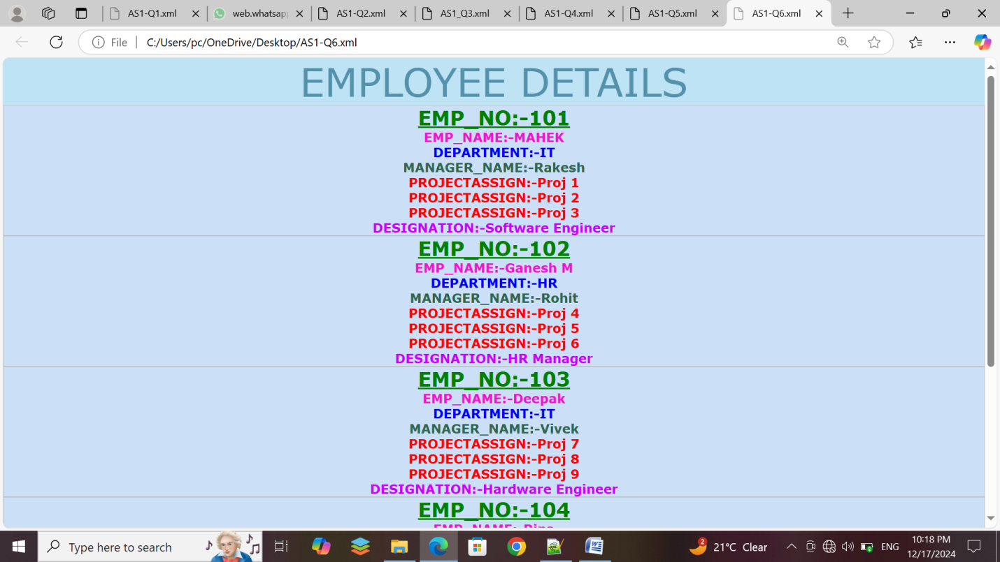 AS1-Q1.xml
web.whatsap
AS1-Q2.xml
AS1_Q3.xml
AS1-Q4.xml
AS1-Q5.xml
AS1-Q6.xml
File
C:/Users/pc/OneDrive/Desktop/AS1-Q6.xml
EMPLOYEE DETAILS
EMP_NO:-101
EMP_NAME:-MAHEK
DEPARTMENT:-IT
MANAGER_NAME:-Rakesh
PROJECTASSIGN:-Proj 1
PROJECTASSIGN:-Proj 2
PROJECTASSIGN:-Proj 3
DESIGNATION:-Software Engineer
EMP_NO:-102
EMP_NAME:-Ganesh M
DEPARTMENT:-HR
MANAGER_NAME:-Rohit
PROJECTASSIGN:-Proj 4
PROJECTASSIGN:-Proj 5
PROJECTASSIGN:-Proj 6
DESIGNATION:-HR Manager
EMP_NO:-103
EMP_NAME:-Deepak
DEPARTMENT:-IT
MANAGER_NAME:-Vivek
PROJECTASSIGN:-Proj 7
PROJECTASSIGN:-Proj 8
PROJECTASSIGN:-Proj 9
DESIGNATION:-Hardware Engineer
EMP_NO:-104
Type here to search
2
21°C Clear
ENG
10:18 PM
12/17/2024